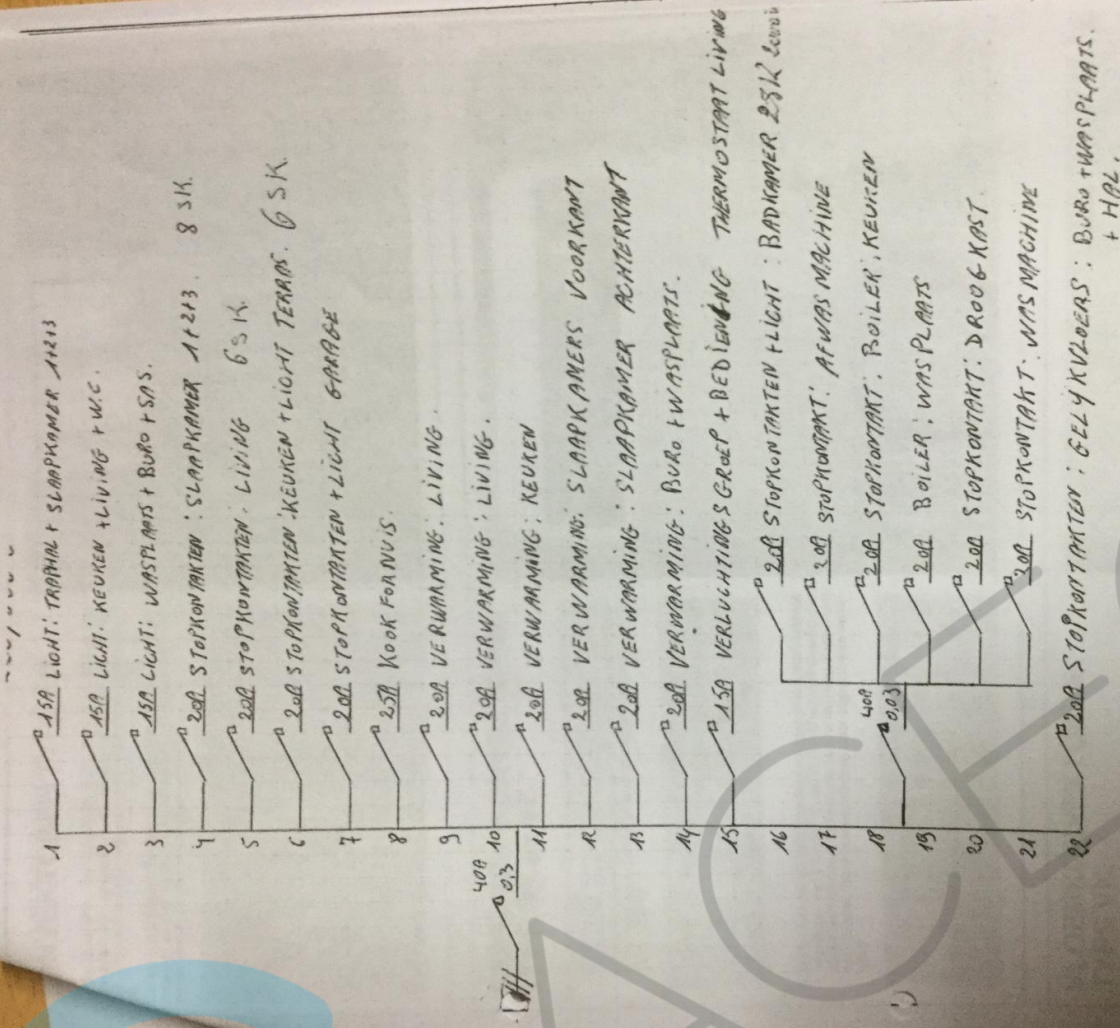 1 15A LICHT: TRAPHAL + SLAAPKAMER 1+2+3
2 15A LICHT: KEUKEN + LIVING + W.C.
3 15A LICHT: WASPLAATS + BURO + SAS.
4 20A STOPKONTAKTEN: SLAAPKAMER 1+2+3. 8 SK.
5 20A STOPKONTAKTEN: LIVING 6 SK.
6 20A STOPKONTAKTEN: KEUKEN + LICHT TERRAS. 6 SK.
7 20A STOPKONTAKTEN + LICHT GARAGE
8 25A KOOKFORNUIS.
9 20A VERWARMING: LIVING.
10 20A VERWARMING: LIVING.
40A
0,3
11 20A VERWARMING: KEUKEN
12 20A VERWARMING: SLAAPKAMERS VOORKANT
13 20A VERWARMING: SLAAPKAMER ACHTERKANT
14 20A VERWARMING: BURO + WASPLAATS.
15 15A VERLUCHTINGSGROEP + BEDIENING THERMOSTAAT LIVING
16 20A STOPKONTAKTEN + LICHT: BADKAMER 2SK
17 20A STOPKONTAKT: AFWASMACHINE
18 20A STOPKONTAKT: BOILER; KEUKEN
40A
0,03
19 20A BOILER; WASPLAATS
20 20A STOPKONTAKT: DROOGKAST.
21 20A STOPKONTAKT: WASMACHINE
22 20A STOPKONTAKTEN: GELYKVLOERS: BURO + WASPLAATS.
+ HAL.